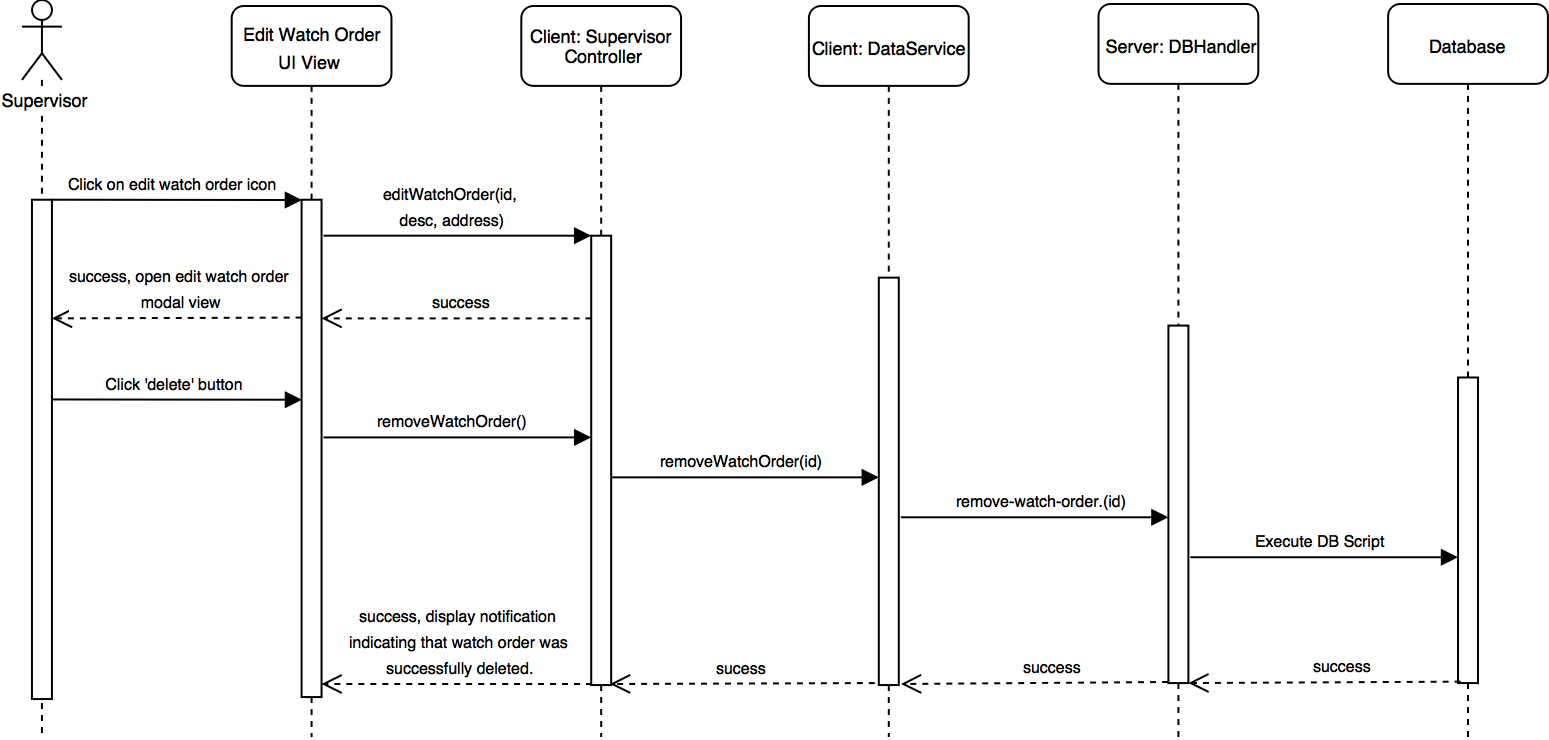 Supervisor
Edit Watch Order
UI View
Client: Supervisor
Controller
Client: DataService
Server: DBHandler
Database
Click on edit watch order icon
editWatchOrder(id,
desc, address)
success, open edit watch order
modal view
success
Click 'delete' button
removeWatchOrder()
removeWatchOrder(id)
remove-watch-order.(id)
Execute DB Script
success, display notification
indicating that watch order was
successfully deleted.
sucess
success
success